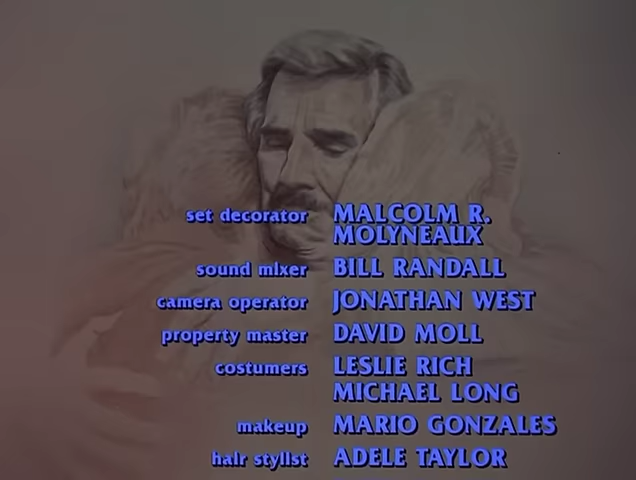 set decorator MALCOLM R.
MOLYNEAUX
sound mixer BILL RANDALL
camera operator JONATHAN WEST
property master DAVID MOLL
costumers LESLIE RICH
MICHAEL LONG
makeup MARIO GONZALES
hair stylist ADELE TAYLOR